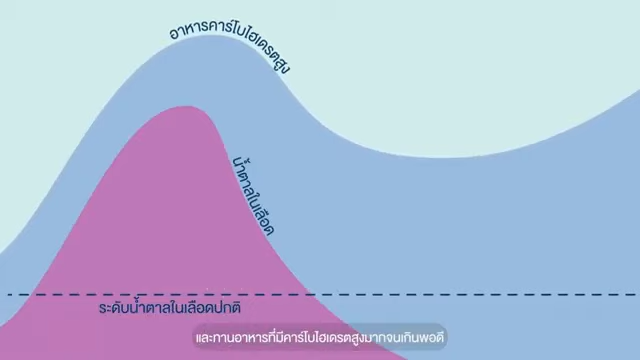 อาหารคาร์โบไฮเดรตสูง
น้ำตาลในเลือด
ระดับน้ำตาลในเลือดปกติ
และทานอาหารที่มีคาร์โบไฮเดรตสูงมากจนเกินพอดี